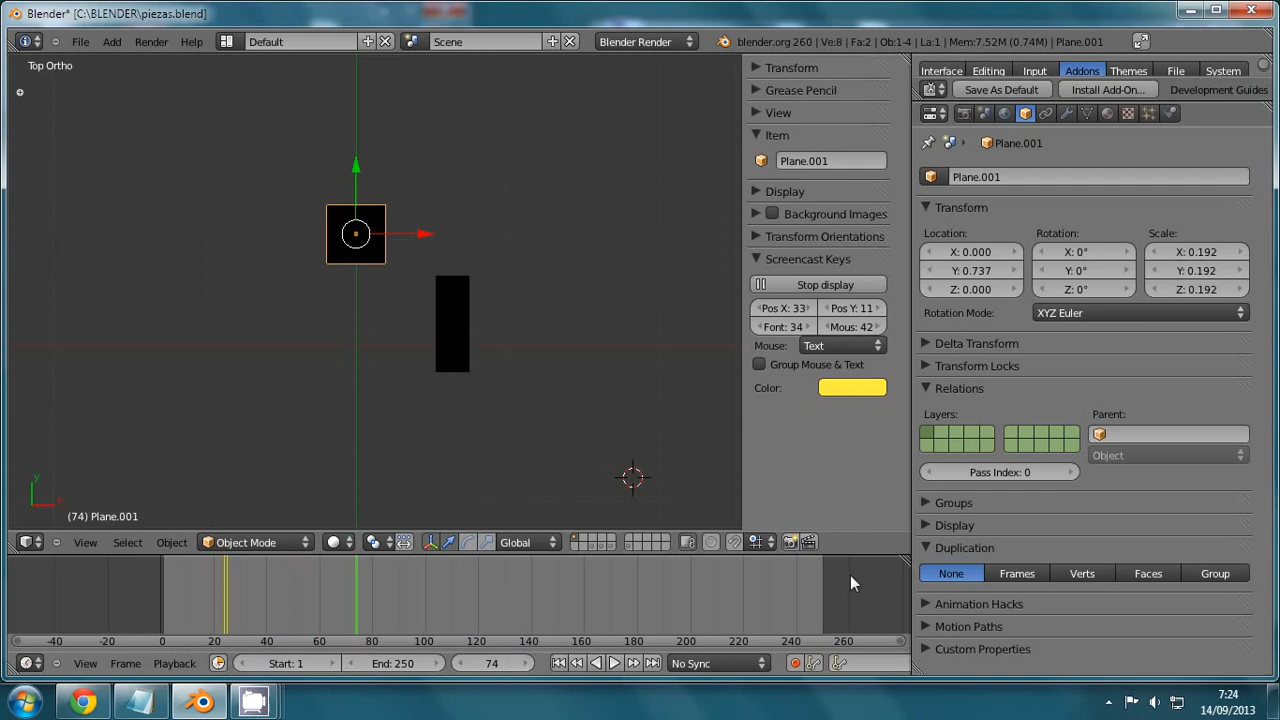 Blender* [C:\BLENDER\piezas.blend]
File Add Render Help Default Scene Blender Render blender.org 260 | Ve:8 | Fa:2 | Ob:1-4 | La:1 | Mem:7.52M (0.74M) | Plane.001
Top Ortho
(74) Plane.001
y
x
Transform
Grease Pencil
View
Item
Plane.001
Display
Background Images
Transform Orientations
Screencast Keys
Stop display
Pos X: 33 Pos Y: 11
Font: 34 Mous: 42
Mouse: Text
Group Mouse & Text
Color:
Interface Editing Input Addons Themes File System
Save As Default Install Add-On... Development Guides
Plane.001
Plane.001
Transform
Location: Rotation: Scale:
X: 0.000 X: 0° X: 0.192
Y: 0.737 Y: 0° Y: 0.192
Z: 0.000 Z: 0° Z: 0.192
Rotation Mode: XYZ Euler
Delta Transform
Transform Locks
Relations
Layers: Parent:
Object
Pass Index: 0
Groups
Display
Duplication
None Frames Verts Faces Group
Animation Hacks
Motion Paths
Custom Properties
View Select Object Object Mode Global
-40 -20 0 20 40 60 80 100 120 140 160 180 200 220 240 260
View Frame Playback Start: 1 End: 250 74 No Sync
7:24
14/09/2013